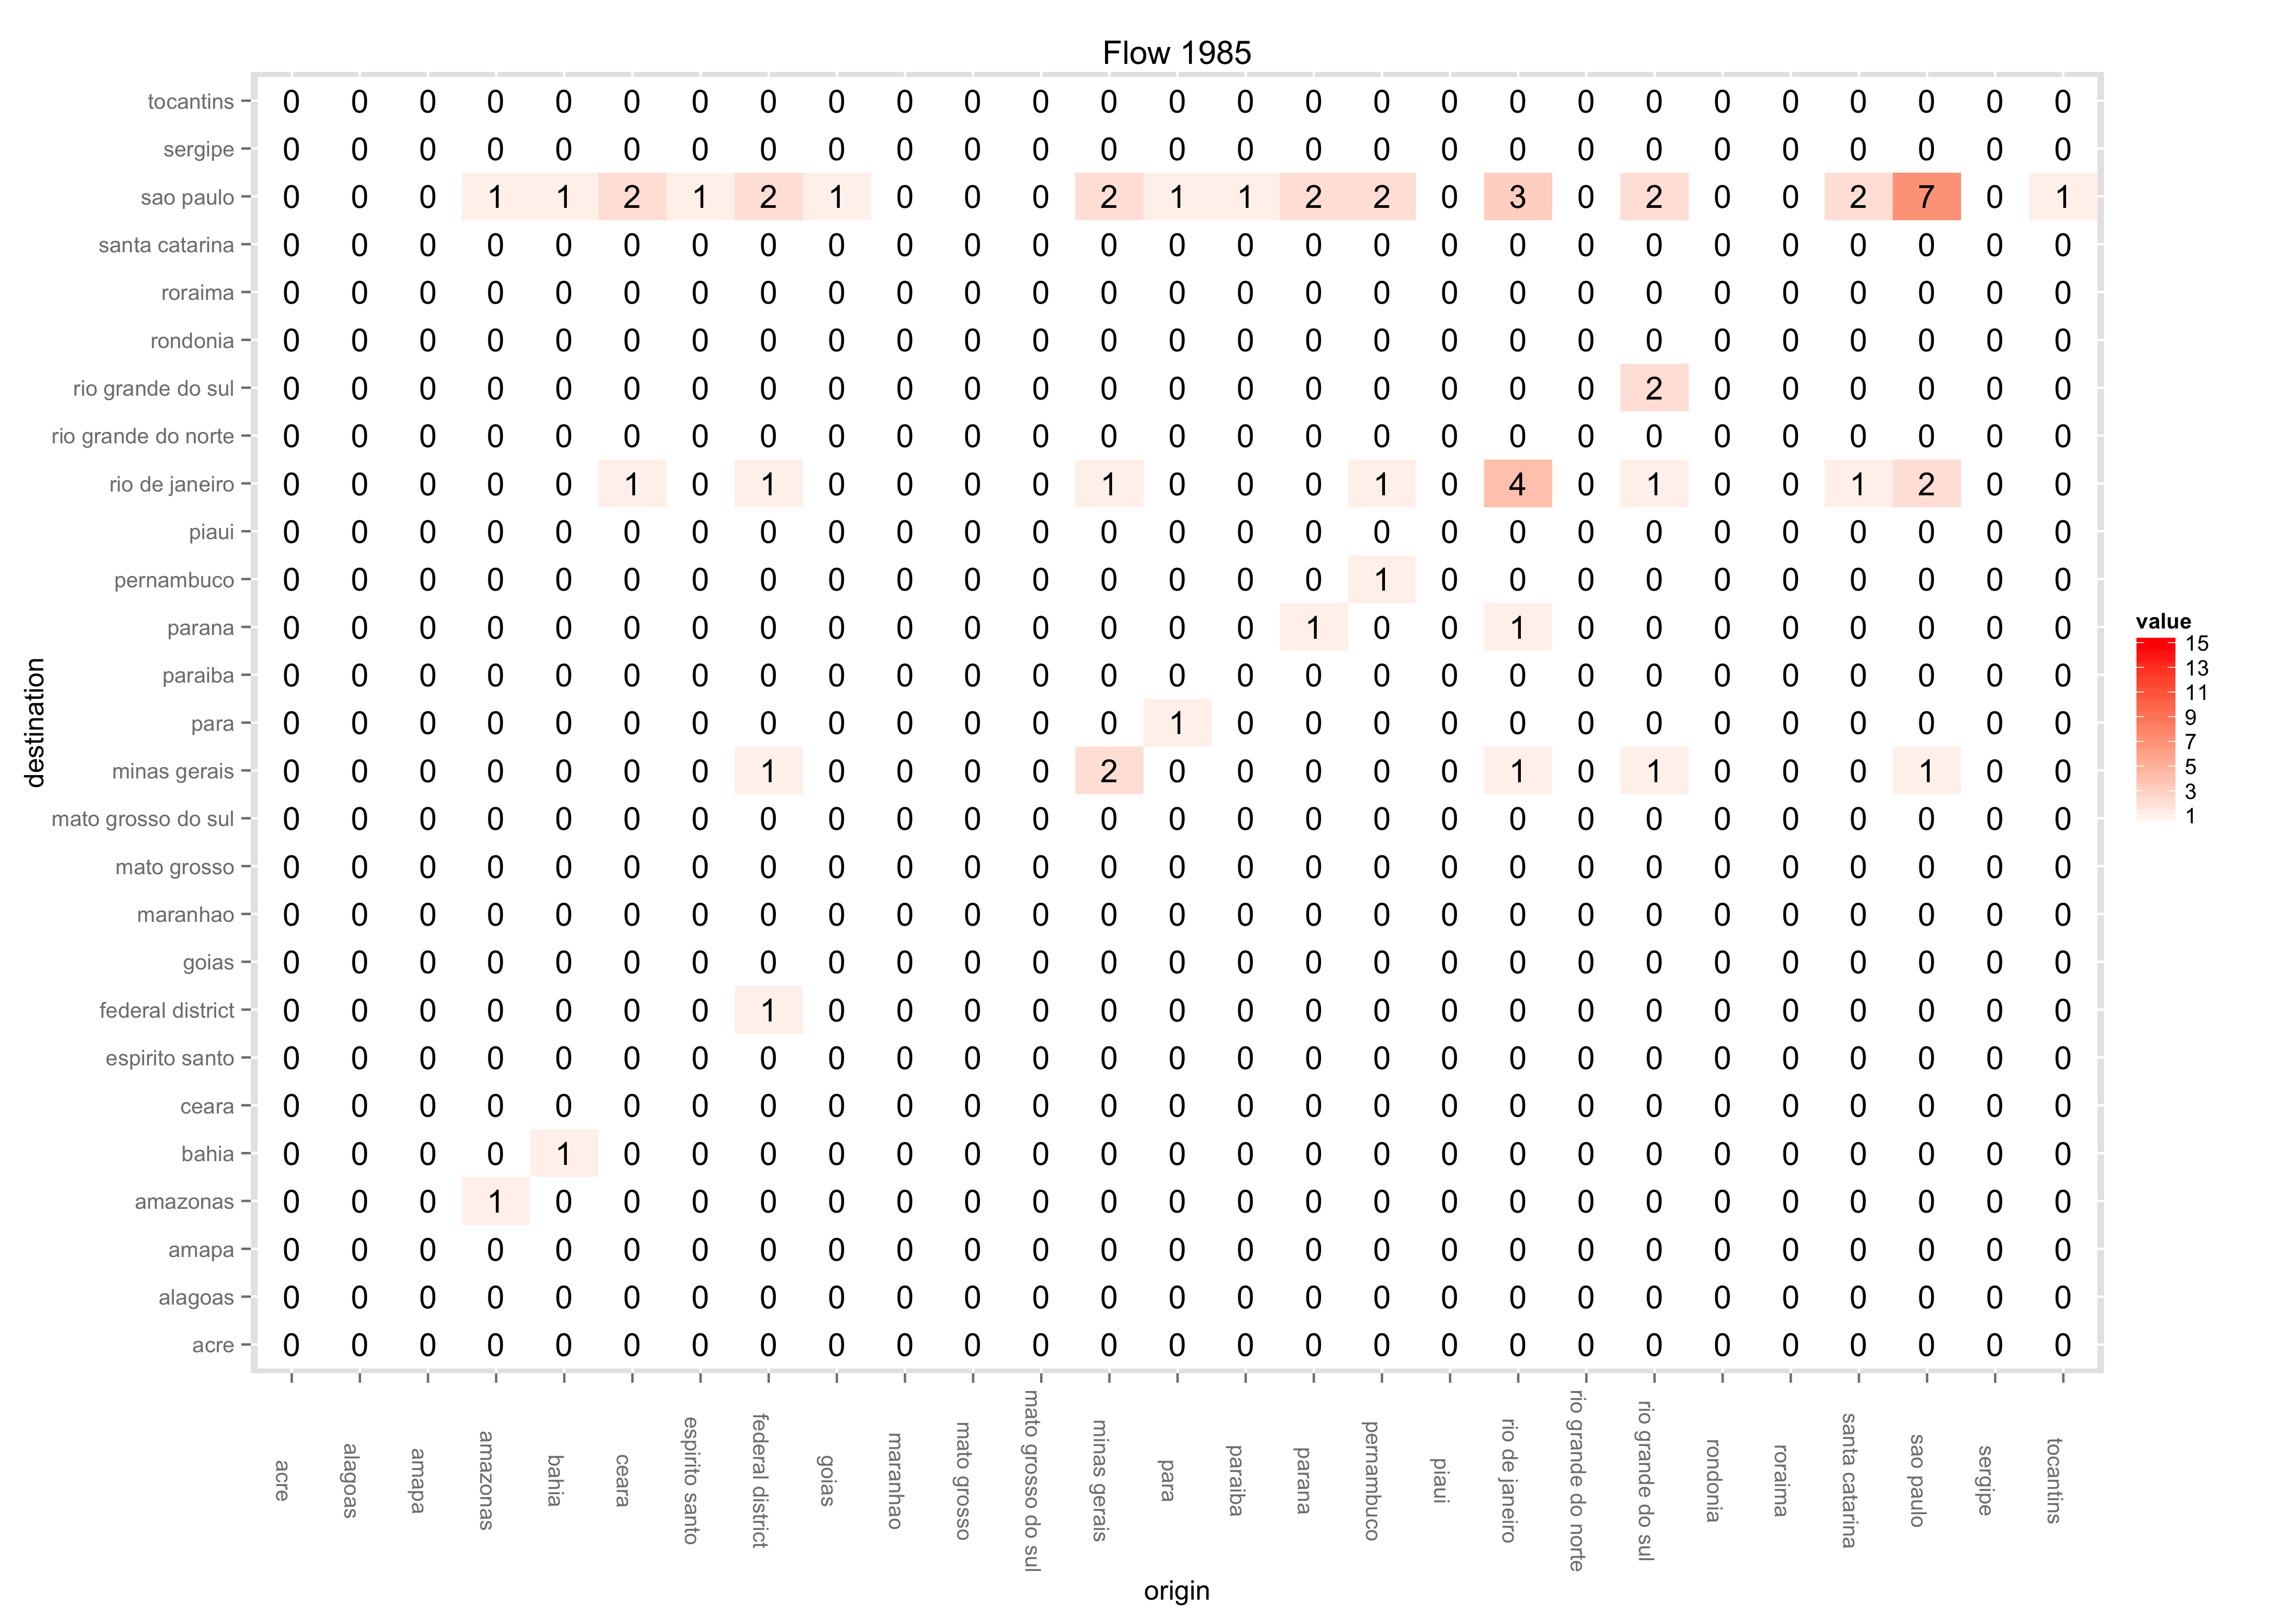 Flow 1985
tocantins 0 0 0 0 0 0 0 0 0 0 0 0 0 0 0 0 0 0 0 0 0 0 0 0 0 0 0
sergipe 0 0 0 0 0 0 0 0 0 0 0 0 0 0 0 0 0 0 0 0 0 0 0 0 0 0 0
sao paulo 0 0 0 1 1 2 1 2 1 0 0 0 2 1 1 2 2 0 3 0 2 0 0 2 7 0 1
santa catarina 0 0 0 0 0 0 0 0 0 0 0 0 0 0 0 0 0 0 0 0 0 0 0 0 0 0 0
roraima 0 0 0 0 0 0 0 0 0 0 0 0 0 0 0 0 0 0 0 0 0 0 0 0 0 0 0
rondonia 0 0 0 0 0 0 0 0 0 0 0 0 0 0 0 0 0 0 0 0 0 0 0 0 0 0 0
rio grande do sul 0 0 0 0 0 0 0 0 0 0 0 0 0 0 0 0 0 0 0 0 2 0 0 0 0 0 0
rio grande do norte 0 0 0 0 0 0 0 0 0 0 0 0 0 0 0 0 0 0 0 0 0 0 0 0 0 0 0
rio de janeiro 0 0 0 0 0 1 0 1 0 0 0 0 1 0 0 0 1 0 4 0 1 0 0 1 2 0 0
piaui 0 0 0 0 0 0 0 0 0 0 0 0 0 0 0 0 0 0 0 0 0 0 0 0 0 0 0
pernambuco 0 0 0 0 0 0 0 0 0 0 0 0 0 0 0 0 1 0 0 0 0 0 0 0 0 0 0
parana 0 0 0 0 0 0 0 0 0 0 0 0 0 0 0 1 0 0 1 0 0 0 0 0 0 0 0
paraiba 0 0 0 0 0 0 0 0 0 0 0 0 0 0 0 0 0 0 0 0 0 0 0 0 0 0 0
para 0 0 0 0 0 0 0 0 0 0 0 0 0 1 0 0 0 0 0 0 0 0 0 0 0 0 0
minas gerais 0 0 0 0 0 0 0 1 0 0 0 0 2 0 0 0 0 0 1 0 1 0 0 0 1 0 0
mato grosso do sul 0 0 0 0 0 0 0 0 0 0 0 0 0 0 0 0 0 0 0 0 0 0 0 0 0 0 0
mato grosso 0 0 0 0 0 0 0 0 0 0 0 0 0 0 0 0 0 0 0 0 0 0 0 0 0 0 0
maranhao 0 0 0 0 0 0 0 0 0 0 0 0 0 0 0 0 0 0 0 0 0 0 0 0 0 0 0
goias 0 0 0 0 0 0 0 0 0 0 0 0 0 0 0 0 0 0 0 0 0 0 0 0 0 0 0
federal district 0 0 0 0 0 0 0 1 0 0 0 0 0 0 0 0 0 0 0 0 0 0 0 0 0 0 0
espirito santo 0 0 0 0 0 0 0 0 0 0 0 0 0 0 0 0 0 0 0 0 0 0 0 0 0 0 0
ceara 0 0 0 0 0 0 0 0 0 0 0 0 0 0 0 0 0 0 0 0 0 0 0 0 0 0 0
bahia 0 0 0 0 1 0 0 0 0 0 0 0 0 0 0 0 0 0 0 0 0 0 0 0 0 0 0
amazonas 0 0 0 1 0 0 0 0 0 0 0 0 0 0 0 0 0 0 0 0 0 0 0 0 0 0 0
amapa 0 0 0 0 0 0 0 0 0 0 0 0 0 0 0 0 0 0 0 0 0 0 0 0 0 0 0
alagoas 0 0 0 0 0 0 0 0 0 0 0 0 0 0 0 0 0 0 0 0 0 0 0 0 0 0 0
acre 0 0 0 0 0 0 0 0 0 0 0 0 0 0 0 0 0 0 0 0 0 0 0 0 0 0 0
destination
acre
alagoas
amapa
amazonas
bahia
ceara
espirito santo
federal district
goias
maranhao
mato grosso
mato grosso do sul
minas gerais
para
paraiba
parana
pernambuco
piaui
rio de janeiro
rio grande do norte
rio grande do sul
rondonia
roraima
santa catarina
sao paulo
sergipe
tocantins
origin
value
15
13
11
9
7
5
3
1